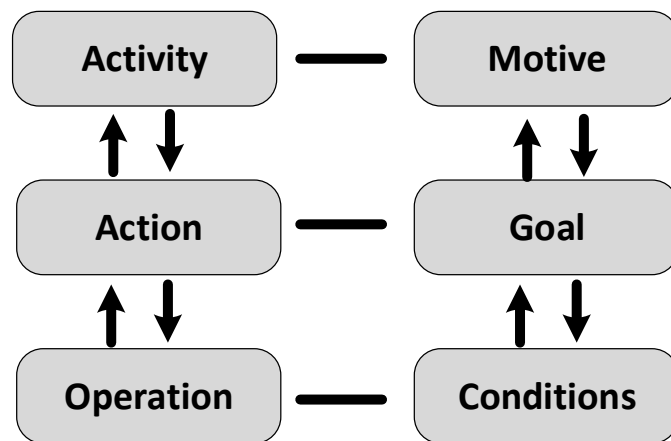 Activity
Motive
Action
Goal
Operation
Conditions